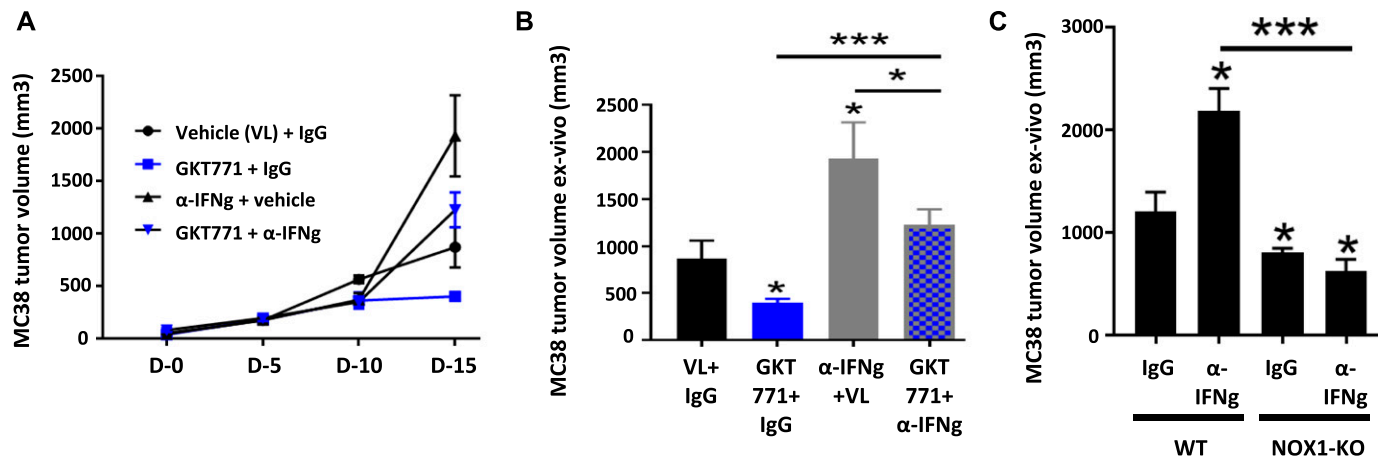 A
MC38 tumor volume (mm3)
2500
2000
1500
1000
500
0
D-0 D-5 D-10 D-15
Vehicle (VL) + IgG
GKT771 + IgG
α-IFNg + vehicle
GKT771 + α-IFNg
B
MC38 tumor volume ex-vivo (mm3)
2500
2000
1500
1000
500
0
***
*
*
*
VL+ GKT α-IFNg GKT
IgG 771+ +VL 771+
IgG α-IFNg
C
MC38 tumor volume ex-vivo (mm3)
3000
2000
1000
0
***
*
*
*
IgG α- IgG α-
IFNg IFNg
WT NOX1-KO